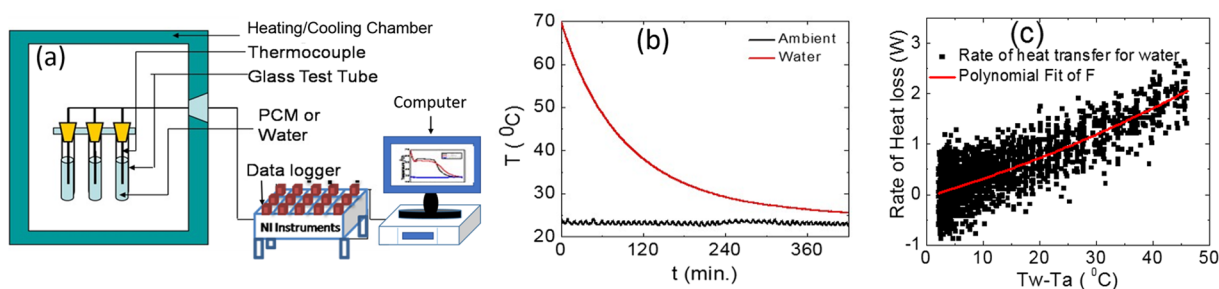 (a)
Heating/Cooling Chamber
Thermocouple
Glass Test Tube
PCM or
Water
Computer
Data logger
NI Instruments
(b)
Ambient
Water
T (⁰C)
70
60
50
40
30
20
0
120
240
360
t (min.)
(c)
Rate of heat transfer for water
Polynomial Fit of F
Rate of Heat loss (W)
3
2
1
0
-1
0
10
20
30
40
50
Tw-Ta (⁰C)